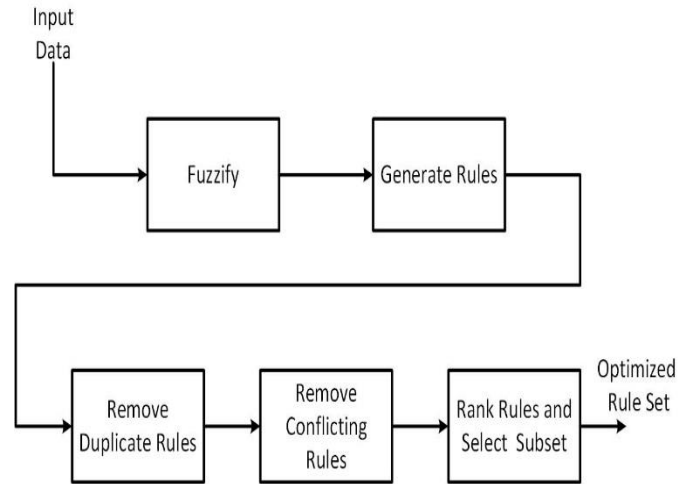 Input
Data
Fuzzify
Generate Rules
Remove
Duplicate Rules
Remove
Conflicting
Rules
Rank Rules and
Select Subset
Optimized
Rule Set